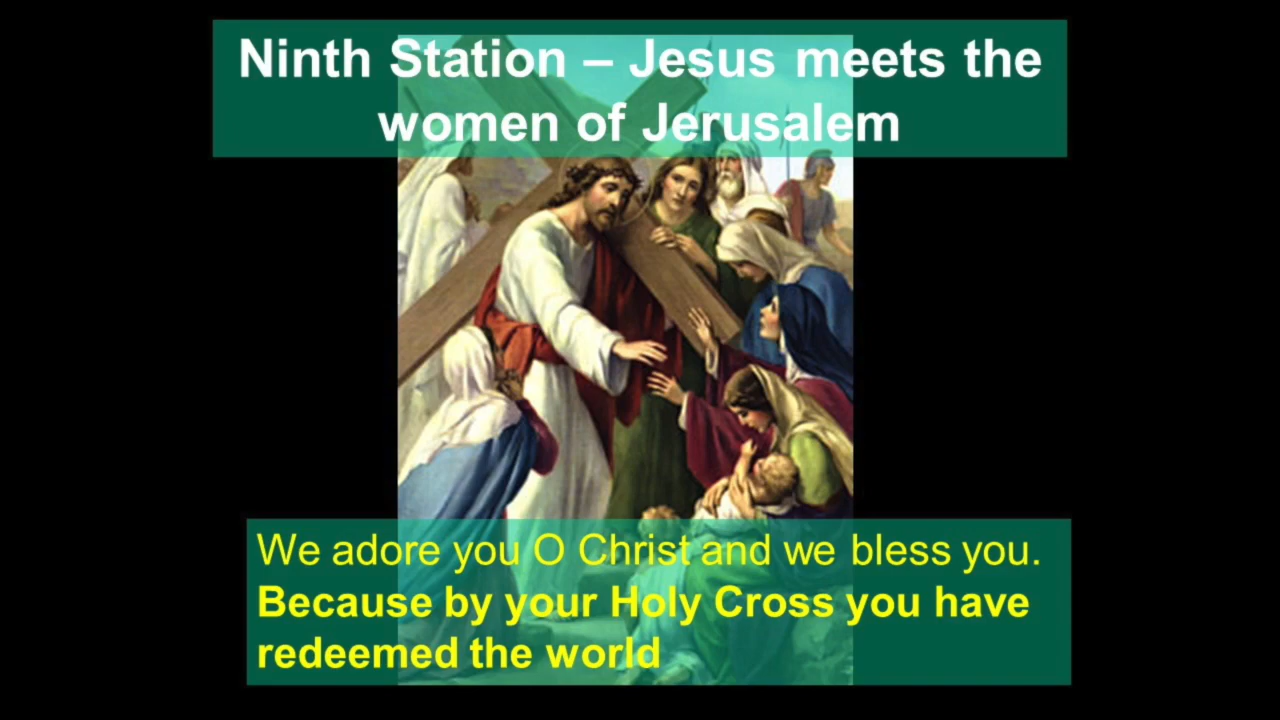 Ninth Station – Jesus meets the
women of Jerusalem
We adore you O Christ and we bless you.
Because by your Holy Cross you have
redeemed the world